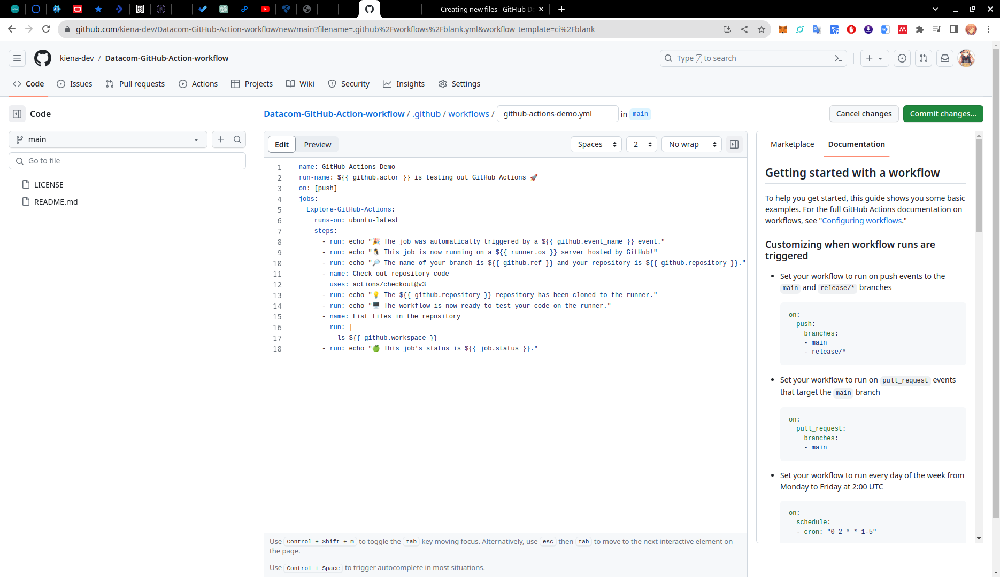 Creating new files - GitHub D
github.com/kiena-dev/Datacom-GitHub-Action-workflow/new/main?filename=.github%2Fworkflows%2Fblank.yml&workflow_template=ci%2Fblank
kiena-dev / Datacom-GitHub-Action-workflow
Type / to search
Code Issues Pull requests Actions Projects Wiki Security Insights Settings
Code
main
Go to file
LICENSE
README.md
Datacom-GitHub-Action-workflow / .github / workflows / github-actions-demo.yml in main
Cancel changes Commit changes...
Edit Preview Spaces 2 No wrap
1 name: GitHub Actions Demo
2 run-name: ${{ github.actor }} is testing out GitHub Actions 🚀
3 on: [push]
4 jobs:
5 Explore-GitHub-Actions:
6 runs-on: ubuntu-latest
7 steps:
8 - run: echo "🎉 The job was automatically triggered by a ${{ github.event_name }} event."
9 - run: echo "🐧 This job is now running on a ${{ runner.os }} server hosted by GitHub!"
10 - run: echo "🔎 The name of your branch is ${{ github.ref }} and your repository is ${{ github.repository }}."
11 - name: Check out repository code
12 uses: actions/checkout@v3
13 - run: echo "💡 The ${{ github.repository }} repository has been cloned to the runner."
14 - run: echo "🖥️ The workflow is now ready to test your code on the runner."
15 - name: List files in the repository
16 run: |
17 ls ${{ github.workspace }}
18 - run: echo "🍏 This job's status is ${{ job.status }}."
Use Control + Shift + m to toggle the tab key moving focus. Alternatively, use esc then tab to move to the next interactive element on
the page.
Use Control + Space to trigger autocomplete in most situations.
Marketplace Documentation
Getting started with a workflow
To help you get started, this guide shows you some basic
examples. For the full GitHub Actions documentation on
workflows, see "Configuring workflows."
Customizing when workflow runs are
triggered
• Set your workflow to run on push events to the
main and release/* branches
on:
push:
branches:
- main
- release/*
• Set your workflow to run on pull_request events
that target the main branch
on:
pull_request:
branches:
- main
• Set your workflow to run every day of the week from
Monday to Friday at 2:00 UTC
on:
schedule:
- cron: "0 2 * * 1-5"